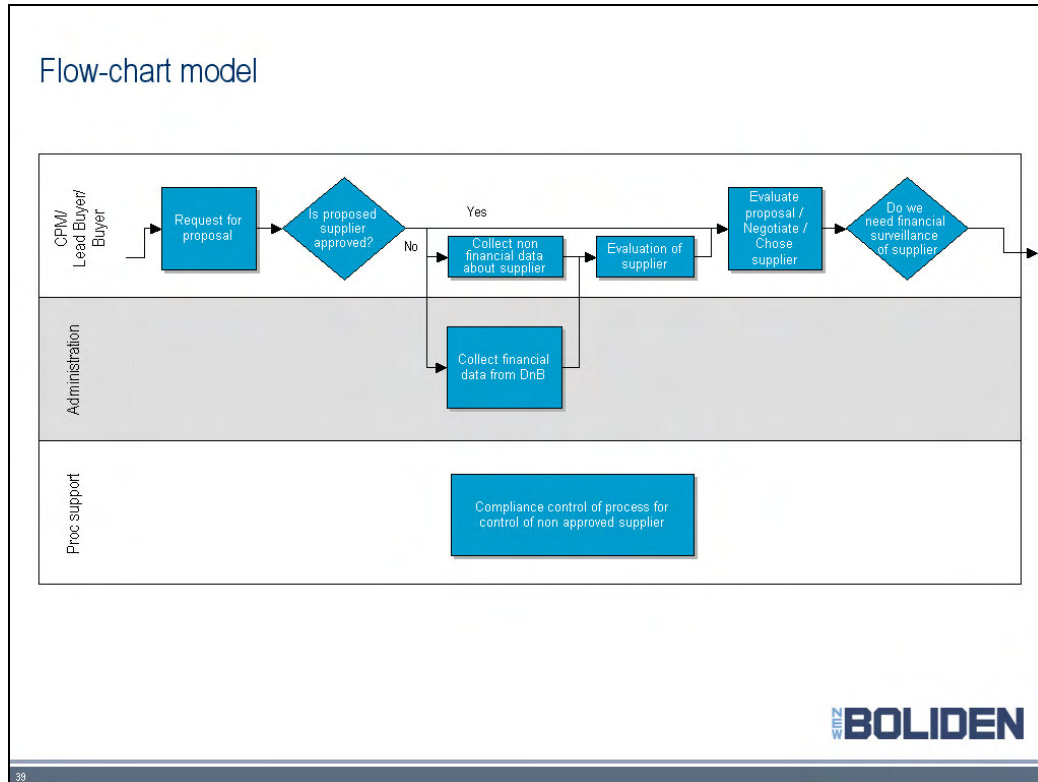 Flow-chart model
CPM/
Lead Buyer/
Buyer
Request for
proposal
Is proposed
supplier
approved?
Yes
No
Collect non
financial data
about supplier
Evaluation of
supplier
Evaluate
proposal /
Negotiate /
Chose
supplier
Do we
need financial
surveillance
of supplier
Administration
Collect financial
data from DnB
Proc support
Compliance control of process for
control of non approved supplier
NEW
BOLIDEN
39